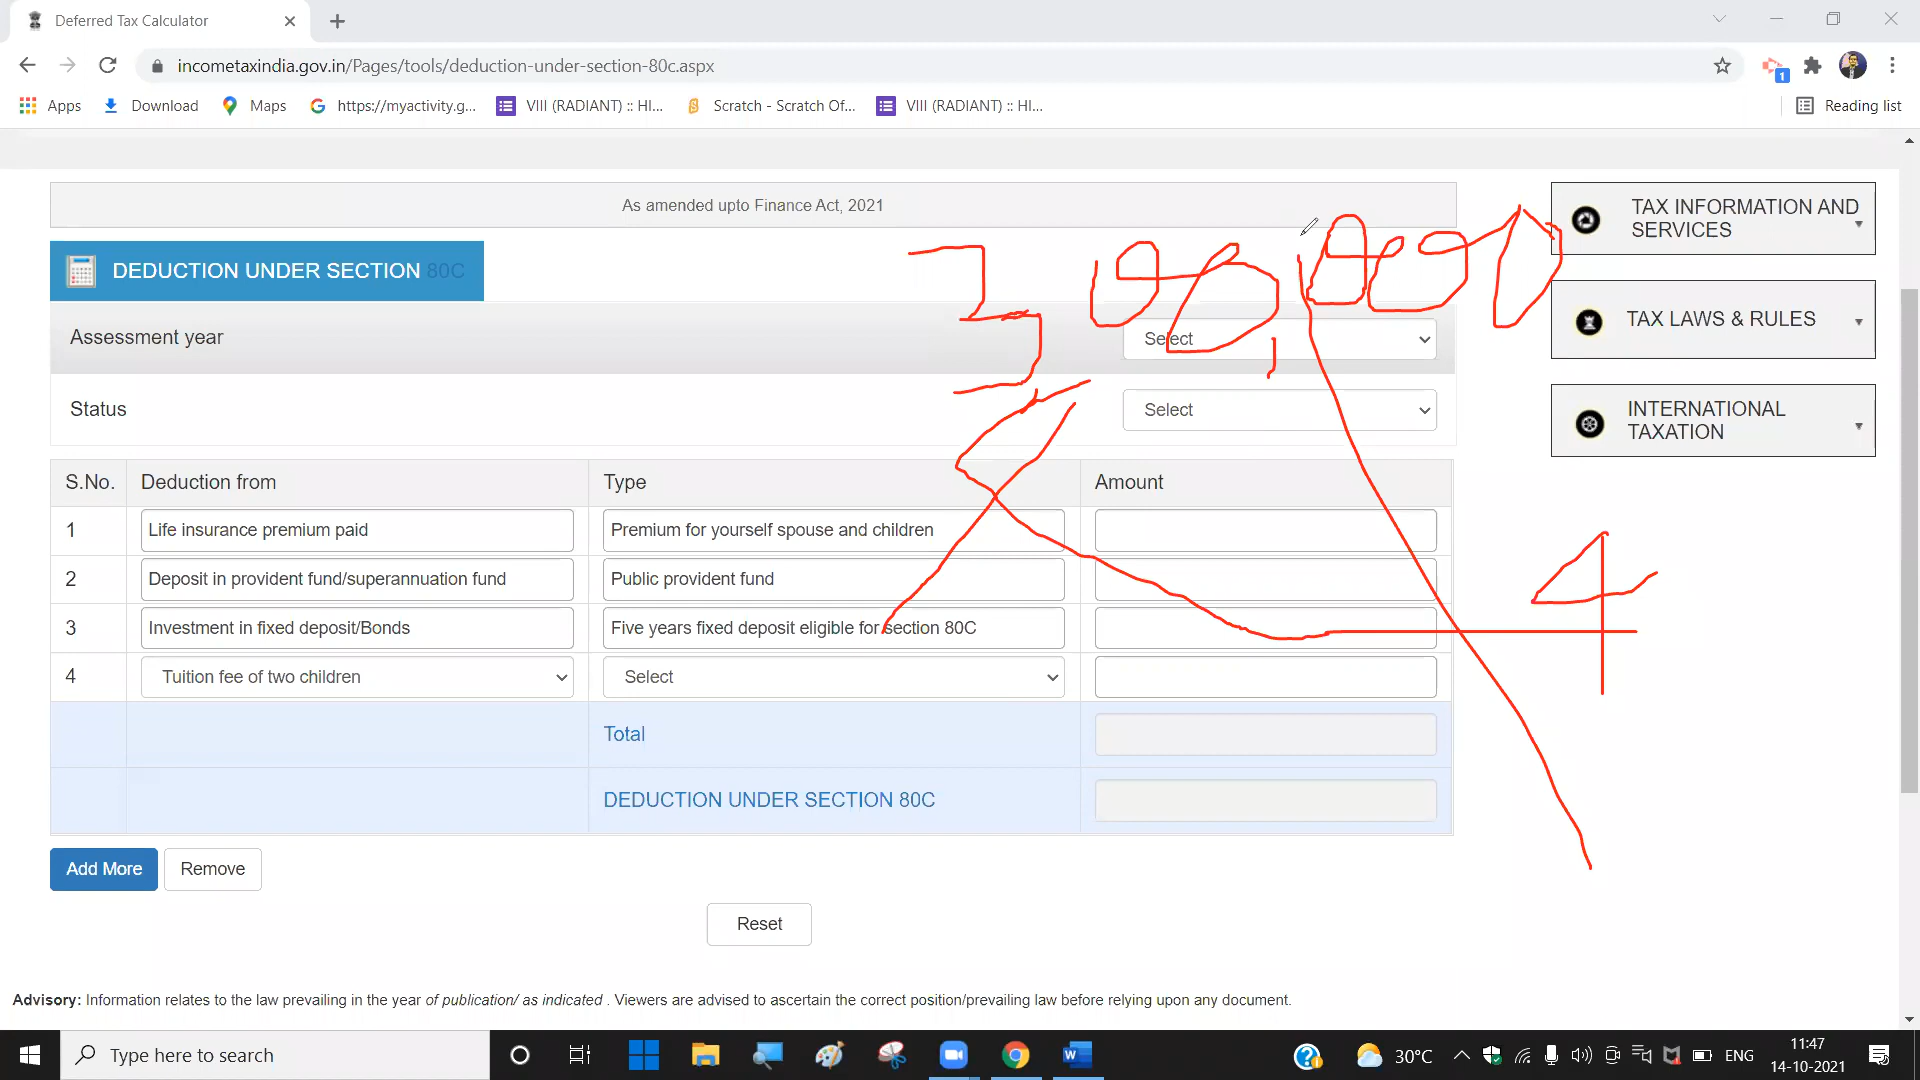 Deferred Tax Calculator
incometaxindia.gov.in/Pages/tools/deduction-under-section-80c.aspx
1
Apps Download Maps https://myactivity.g... VIII (RADIANT) :: HI... Scratch - Scratch Of... VIII (RADIANT) :: HI... Reading list
As amended upto Finance Act, 2021
DEDUCTION UNDER SECTION 80C
Assessment year Select
Status Select
S.No. Deduction from Type Amount
1 Life insurance premium paid Premium for yourself spouse and children
2 Deposit in provident fund/superannuation fund Public provident fund
3 Investment in fixed deposit/Bonds Five years fixed deposit eligible for section 80C
4 Tuition fee of two children Select
Total
DEDUCTION UNDER SECTION 80C
Add More Remove
Reset
TAX INFORMATION AND
SERVICES
TAX LAWS & RULES
INTERNATIONAL
TAXATION
4
Advisory: Information relates to the law prevailing in the year of publication/ as indicated . Viewers are advised to ascertain the correct position/prevailing law before relying upon any document.
Type here to search
30°C ENG
11:47
14-10-2021